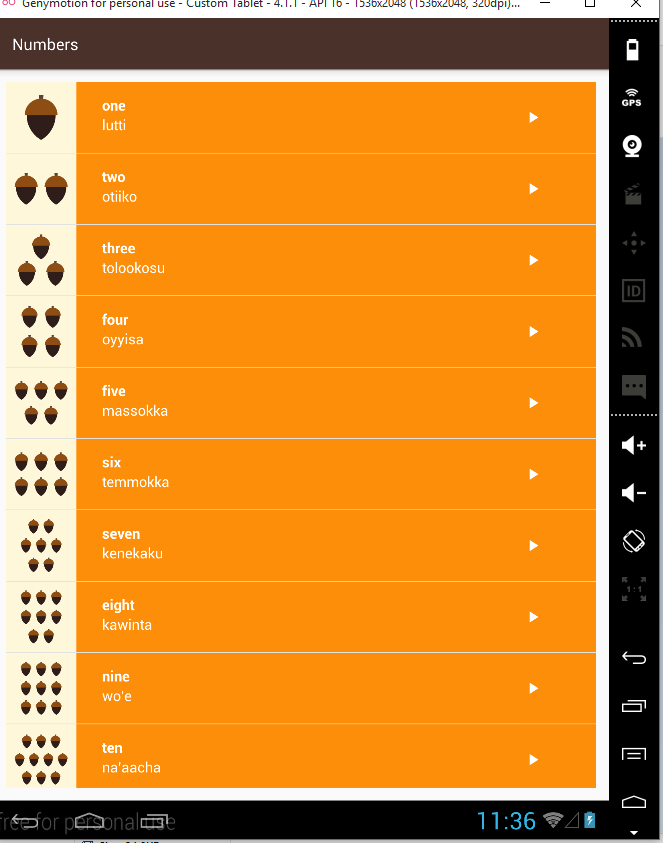 Genymotion for personal use - Custom Tablet - 4.1.1 - API 16 - 1536x2048 (1536x2048, 320dpi)...
Numbers
one
lutti
two
otiiko
three
tolookosu
four
oyyisa
five
massokka
six
temmokka
seven
kenekaku
eight
kawinta
nine
wo'e
ten
na'aacha
GPS
ID
1:1
free for personal use
11:36